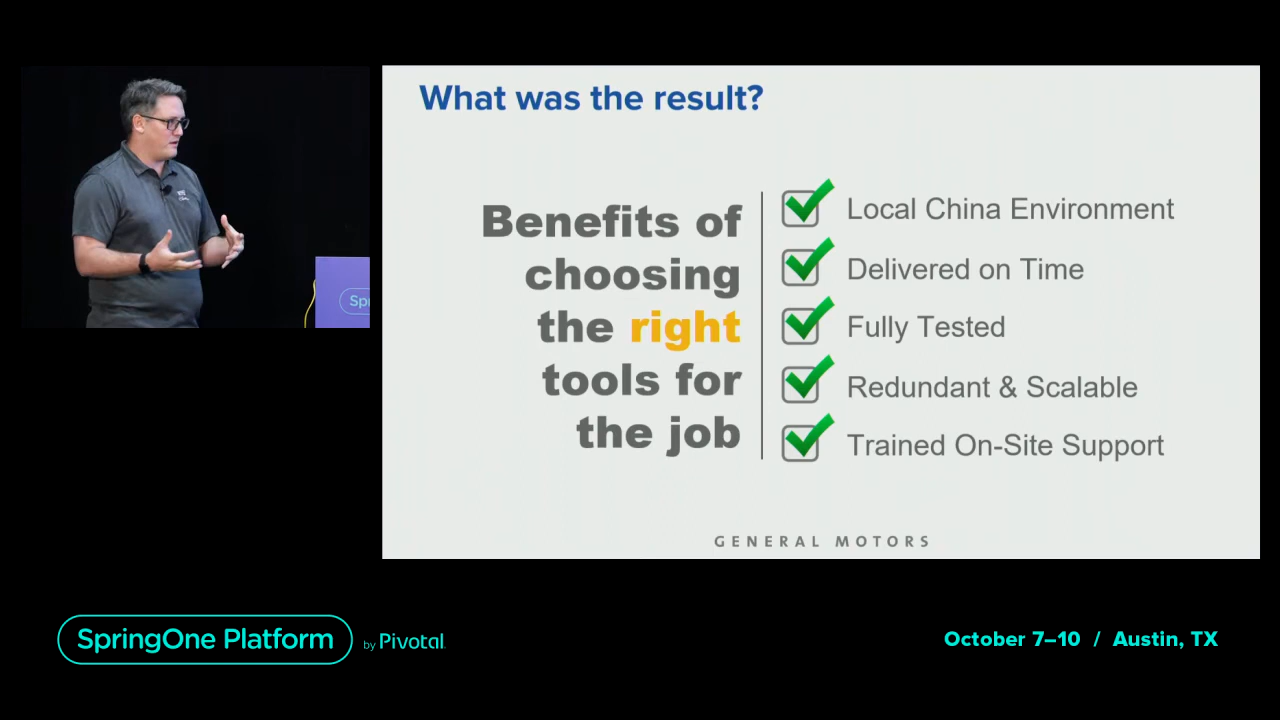 What was the result?
Benefits of
choosing
the right
tools for
the job
Local China Environment
Delivered on Time
Fully Tested
Redundant & Scalable
Trained On-Site Support
GENERAL MOTORS
Spr
SpringOne Platform
by Pivotal
October 7–10 / Austin, TX